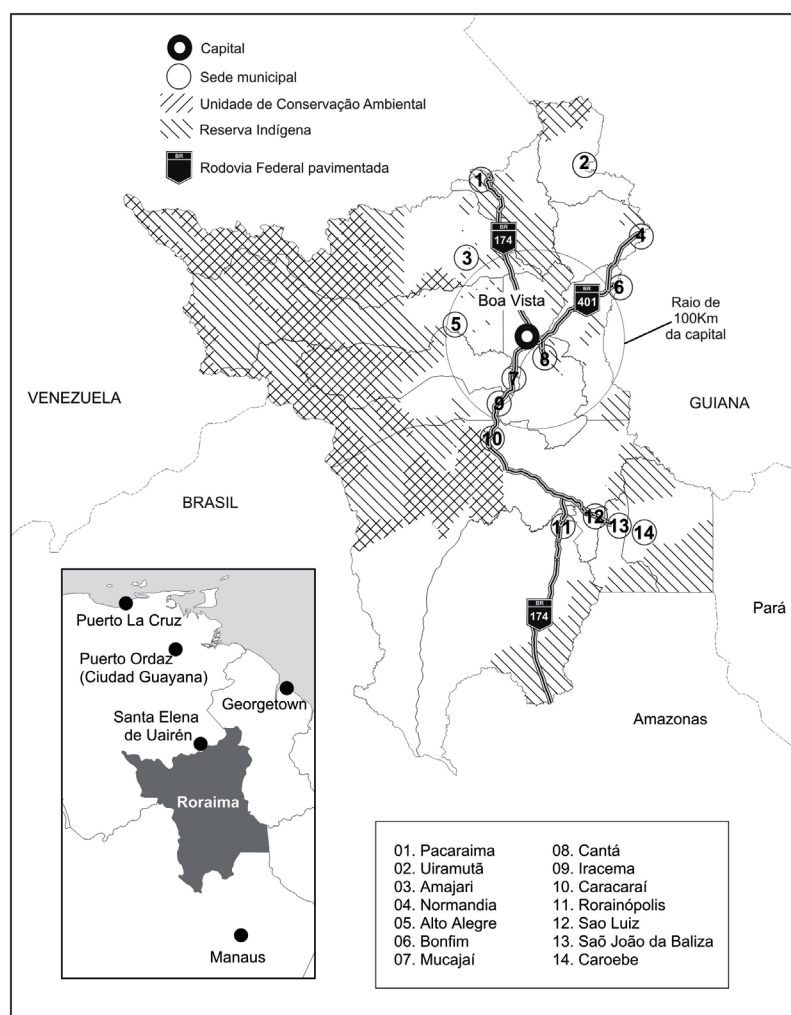 Capital
Sede municipal
Unidade de Conservação Ambiental
Reserva Indígena
BR
Rodovia Federal pavimentada
1
2
BR
174
4
3
6
BR
401
Boa Vista
Raio de
100Km
da capital
5
8
7
VENEZUELA
GUIANA
9
10
BRASIL
12
11
13
14
BR
174
Pará
Amazonas
Puerto La Cruz
Puerto Ordaz
(Ciudad Guayana)
Georgetown
Santa Elena
de Uairén
Roraima
Manaus
01. Pacaraima
02. Uiramutã
03. Amajari
04. Normandia
05. Alto Alegre
06. Bonfim
07. Mucajaí
08. Cantá
09. Iracema
10. Caracaraí
11. Rorainópolis
12. Sao Luiz
13. Saõ João da Baliza
14. Caroebe